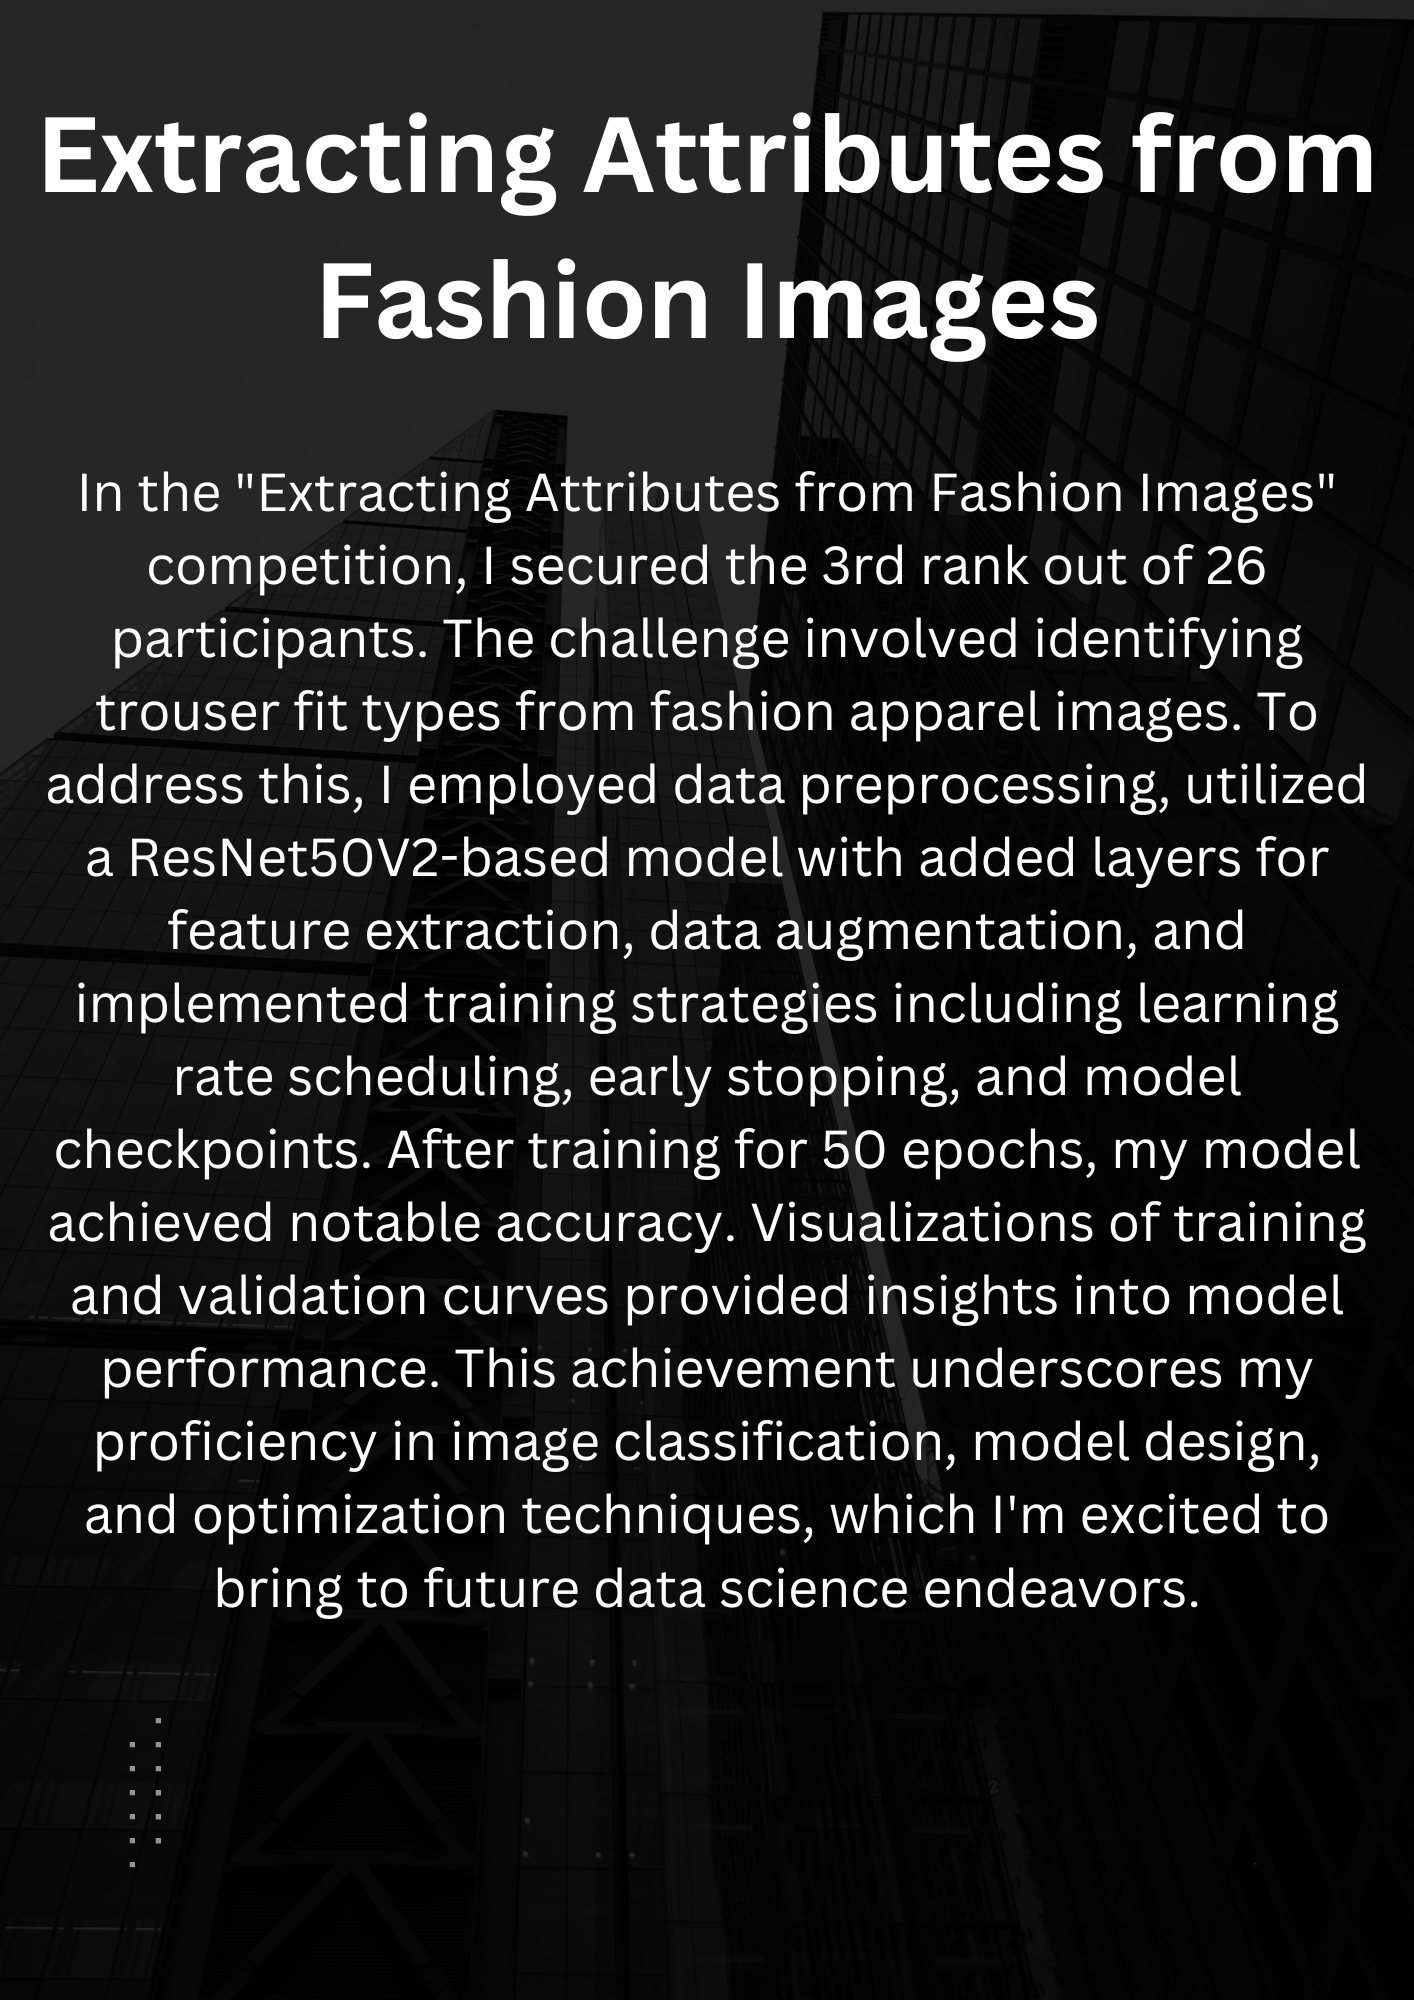 Extracting Attributes from
Fashion Images
In the "Extracting Attributes from Fashion Images"
competition, I secured the 3rd rank out of 26
participants. The challenge involved identifying
trouser fit types from fashion apparel images. To
address this, I employed data preprocessing, utilized
a ResNet50V2-based model with added layers for
feature extraction, data augmentation, and
implemented training strategies including learning
rate scheduling, early stopping, and model
checkpoints. After training for 50 epochs, my model
achieved notable accuracy. Visualizations of training
and validation curves provided insights into model
performance. This achievement underscores my
proficiency in image classification, model design,
and optimization techniques, which I'm excited to
bring to future data science endeavors.